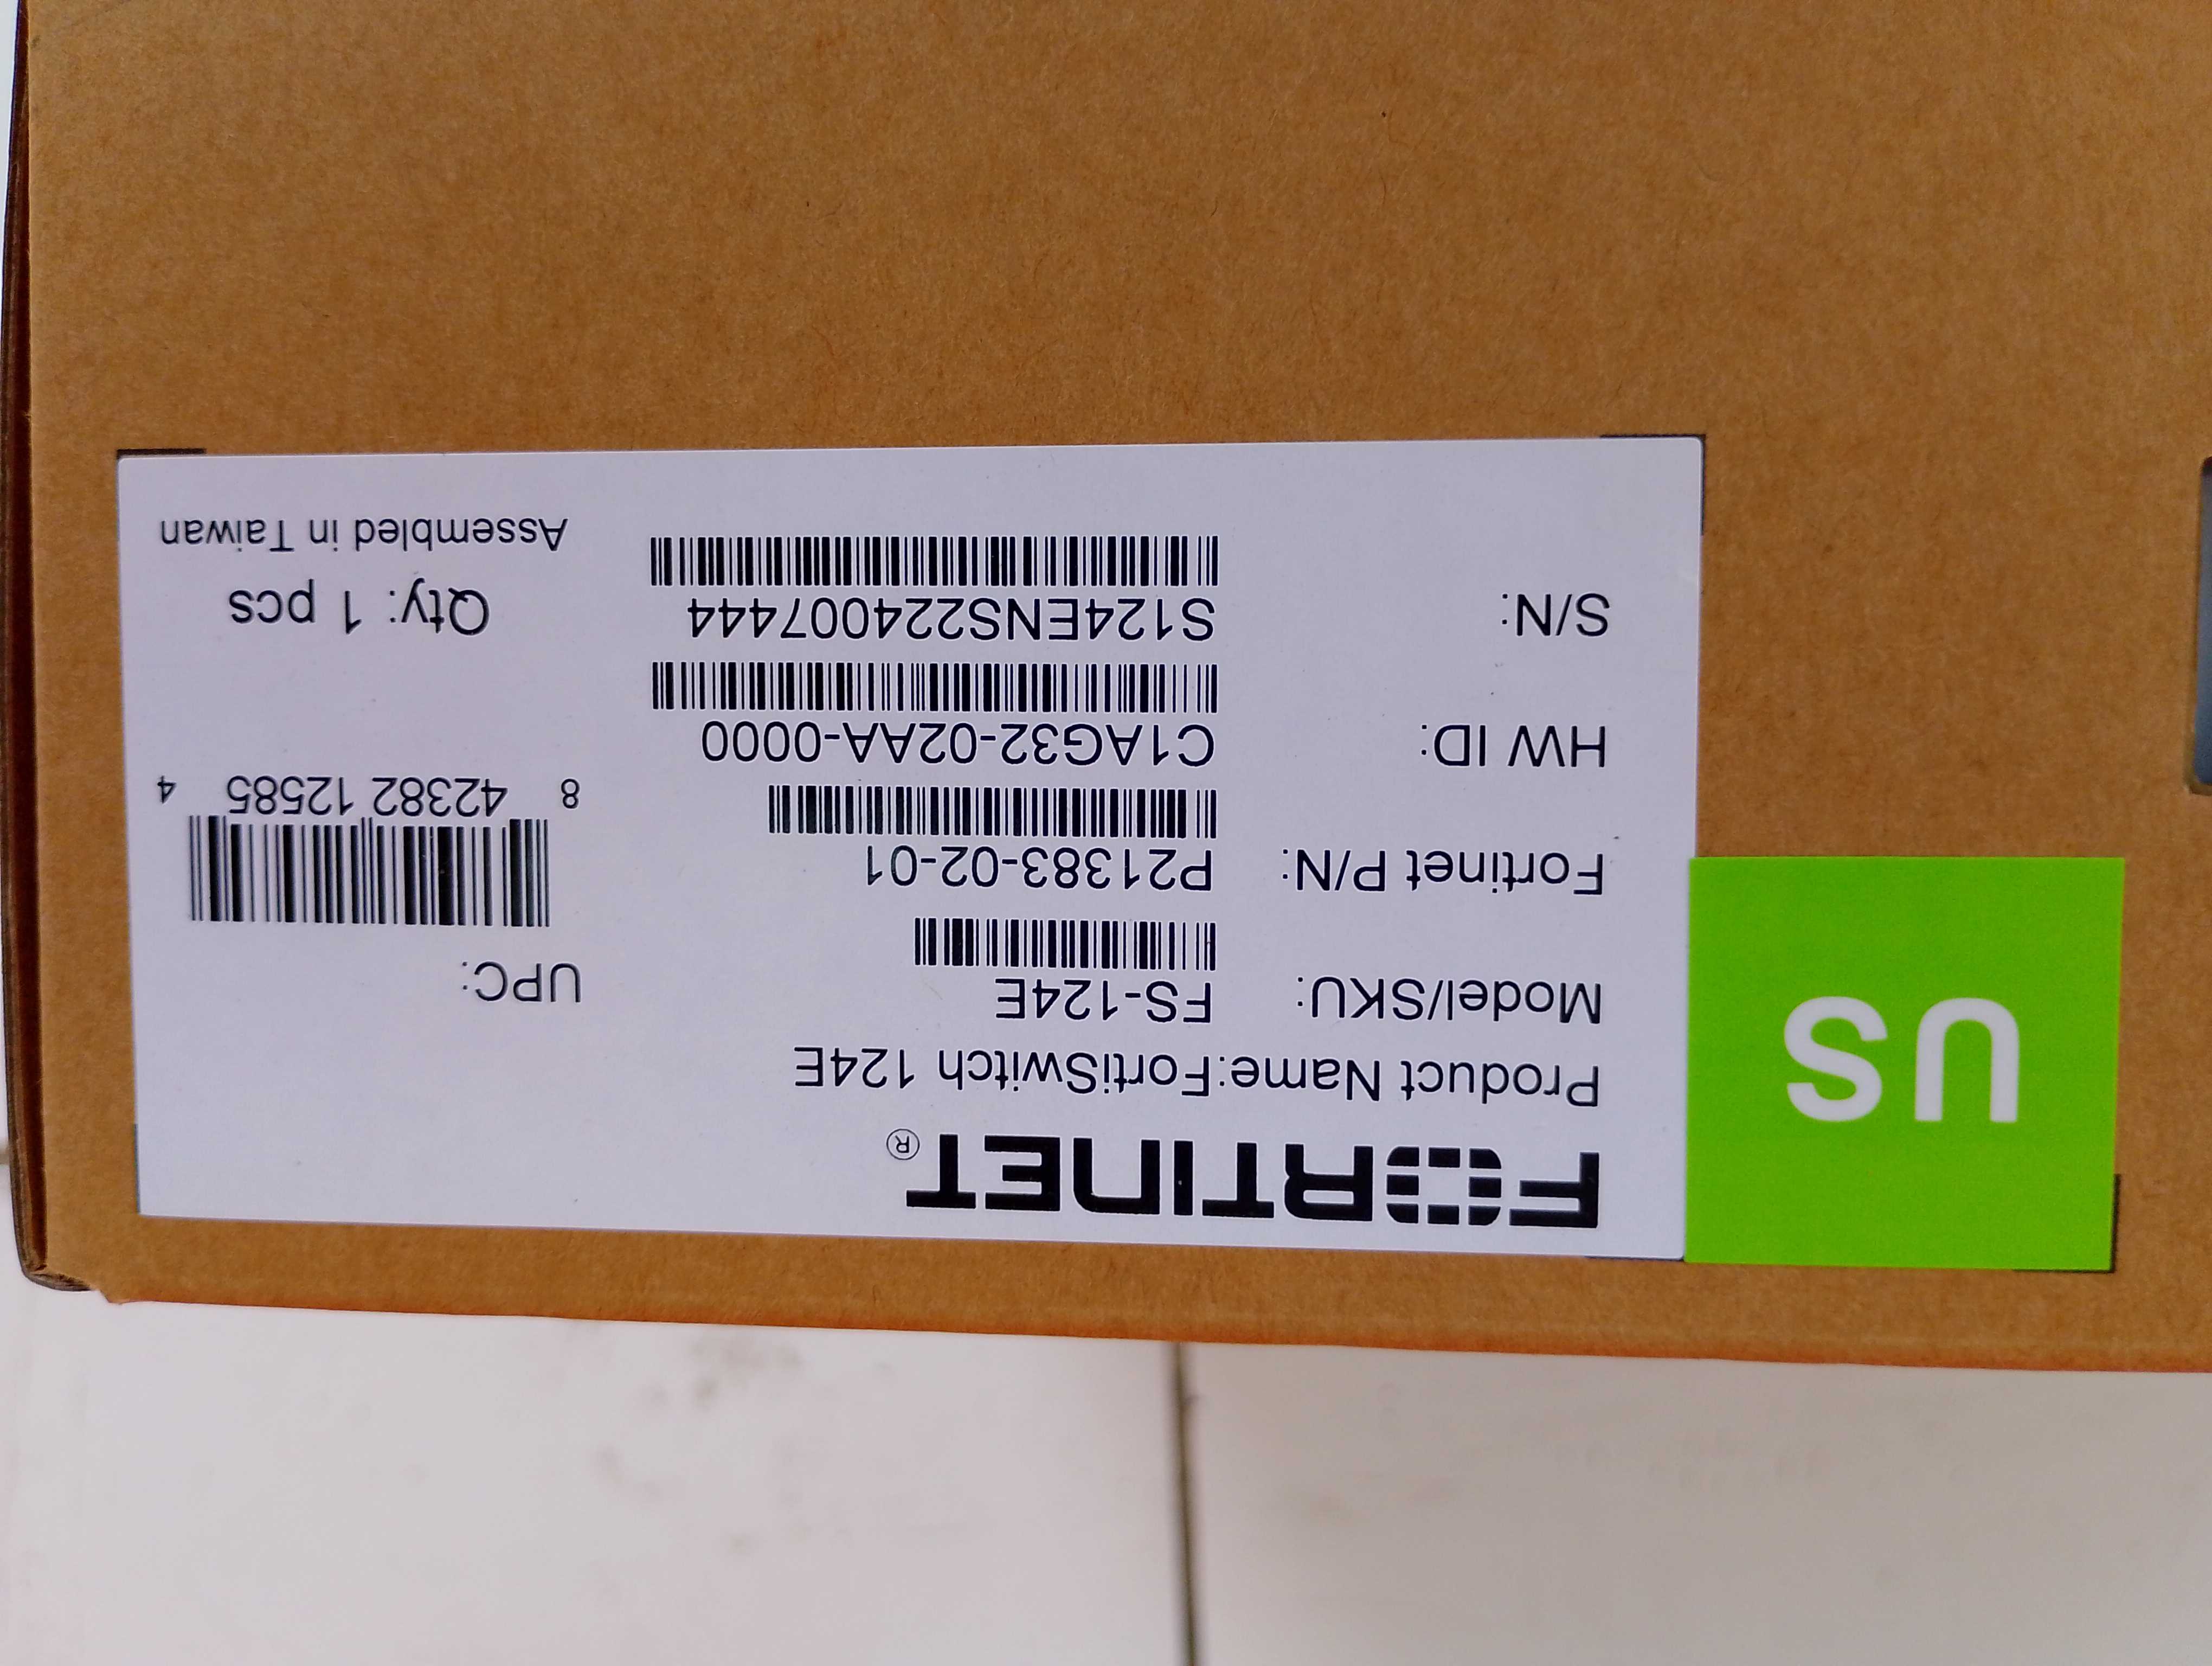 FORTINET®
Product Name:FortiSwitch 124E
Model/SKU: FS-124E
Fortinet P/N: P21383-02-01
HW ID: C1AG32-02AA-0000
S/N: S124ENS224007444
UPC:
8 42382 12585 4
Qty: 1 pcs
Assembled in Taiwan
US